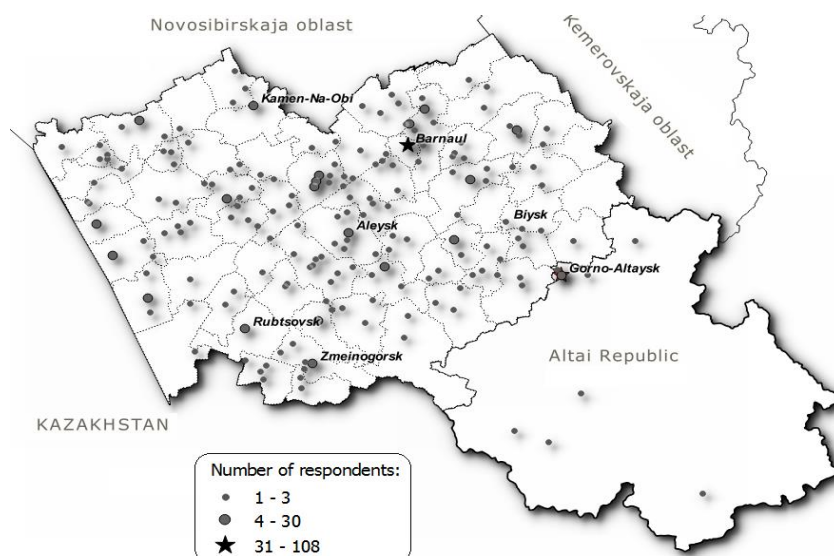 Novosibirskaja oblast
Kemerovskaja oblast
Kamen-Na-Obi
Barnaul
Biysk
Aleysk
Gorno-Altaysk
Rubtsovsk
Zmeinogorsk
Altai Republic
KAZAKHSTAN
Number of respondents:
1 - 3
4 - 30
31 - 108